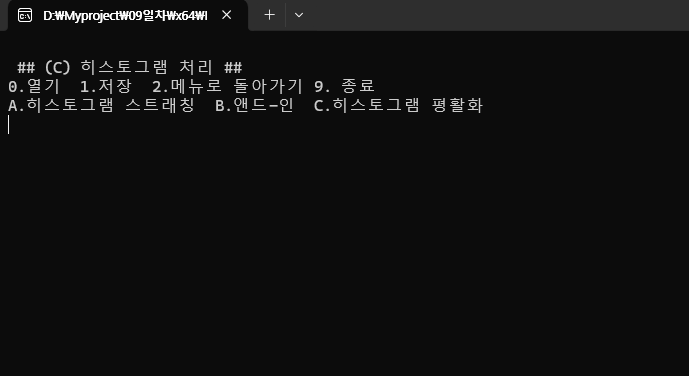 D:₩Myproject₩09일차₩x64₩I
## (C) 히스토그램 처리 ##
0.열기 1.저장 2.메뉴로 돌아가기 9. 종료
A.히스토그램 스트래칭 B.앤드-인 C.히스토그램 평활화